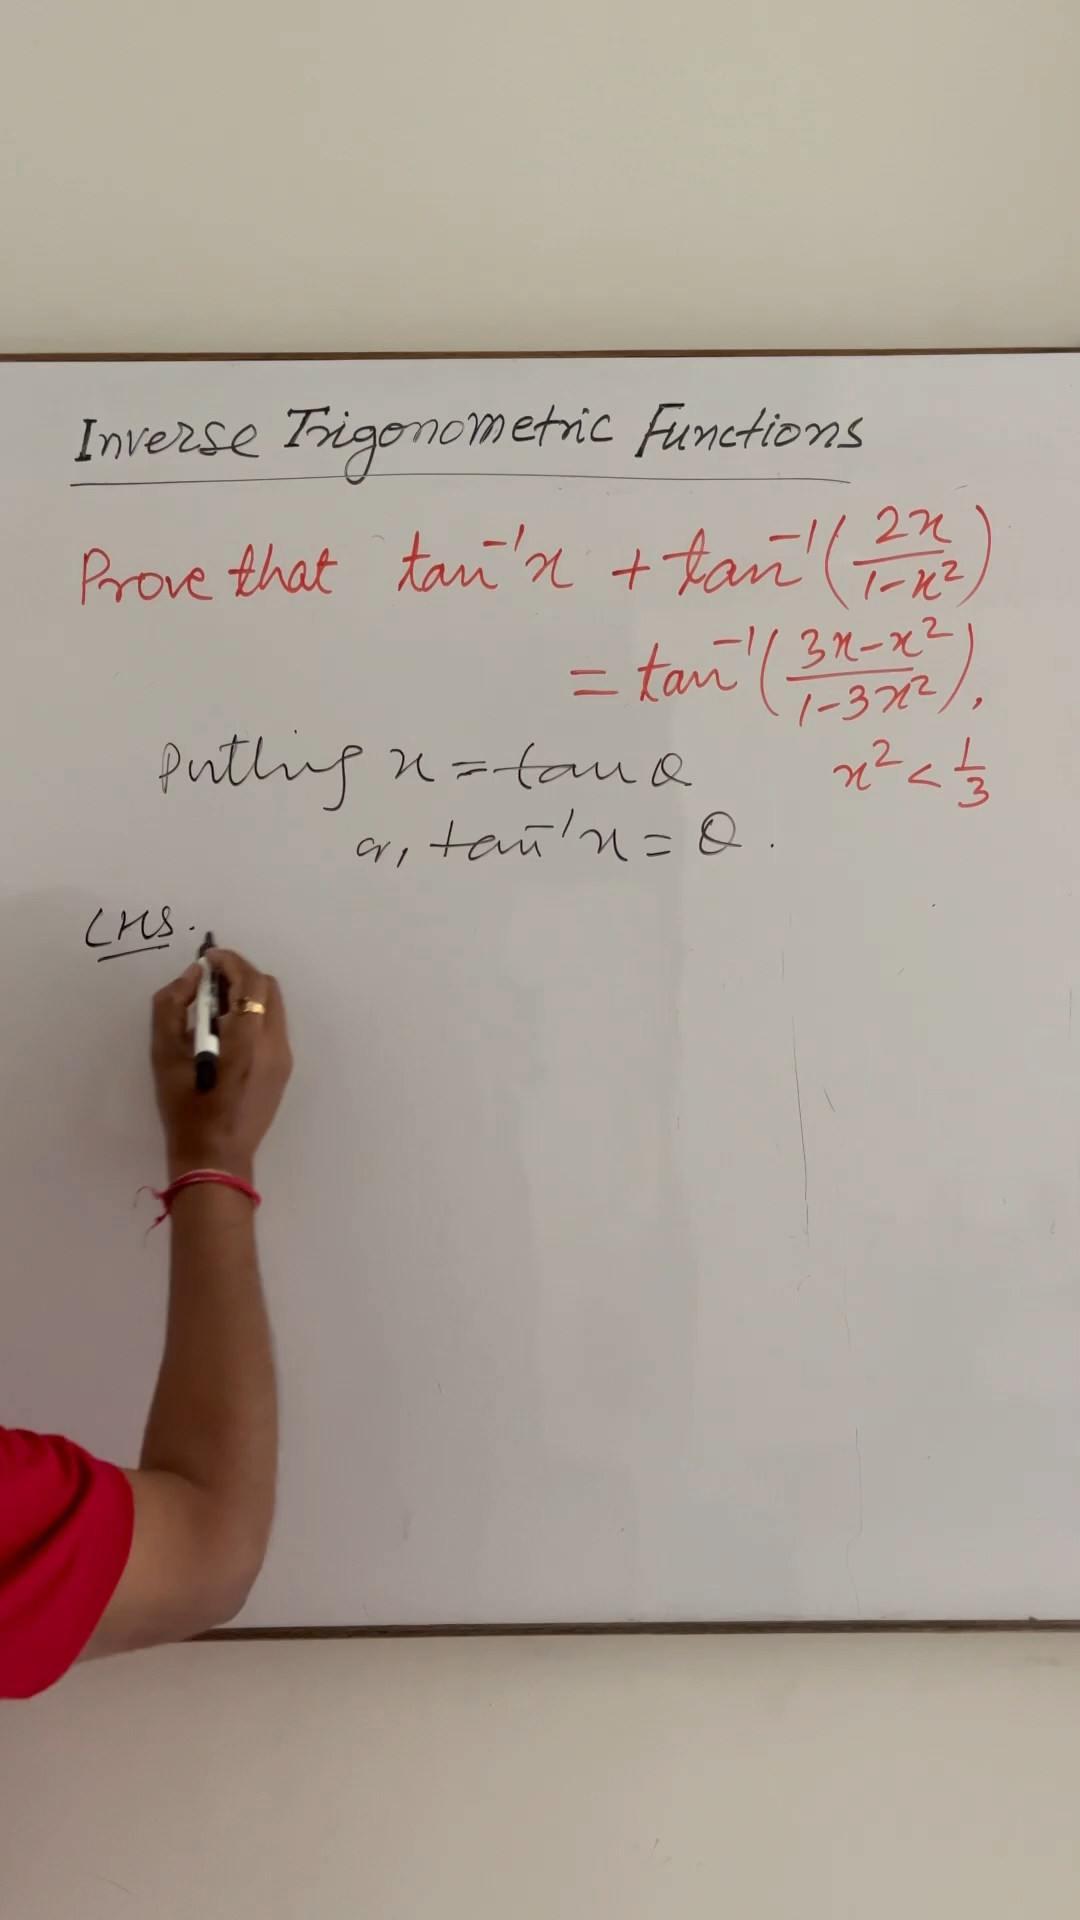 Inverse Trigonometric Functions
Prove that tan⁻¹x + tan⁻¹(2x/1-x²)
= tan⁻¹(3x-x²/1-3x²),
x² < 1/3
Putting x = tan θ
or, tan⁻¹x = θ.
LHS.